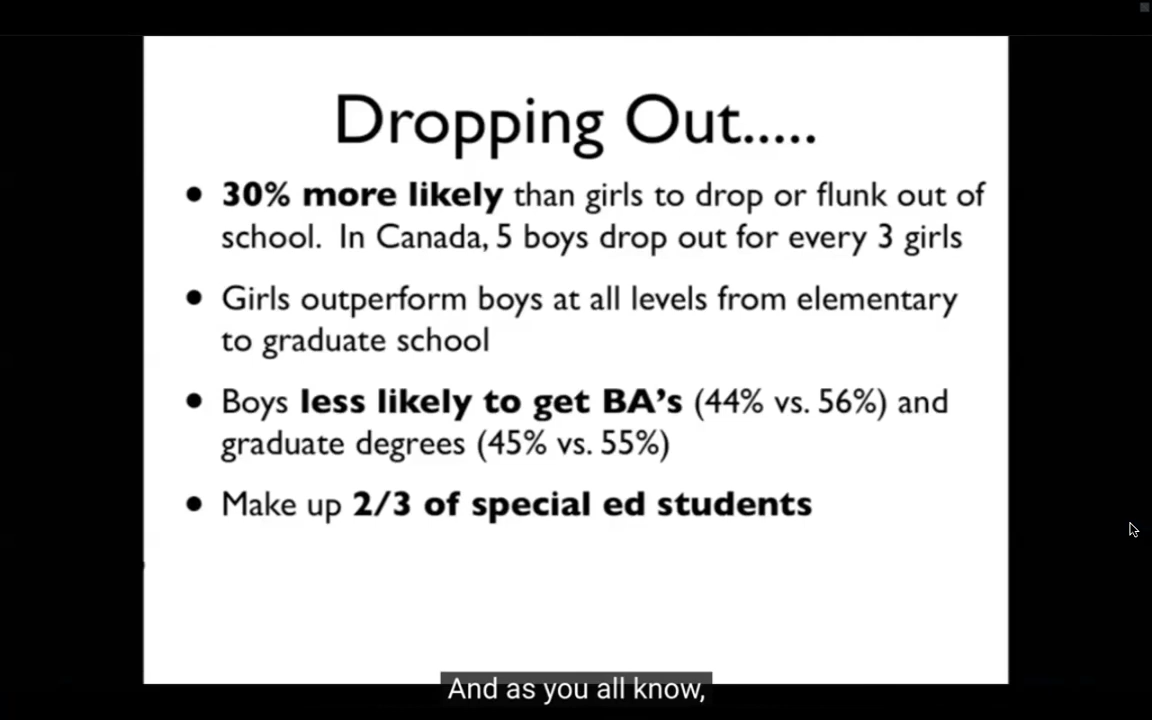 Dropping Out.....
• 30% more likely than girls to drop or flunk out of
school. In Canada, 5 boys drop out for every 3 girls
• Girls outperform boys at all levels from elementary
to graduate school
• Boys less likely to get BA's (44% vs. 56%) and
graduate degrees (45% vs. 55%)
• Make up 2/3 of special ed students
And as you all know,